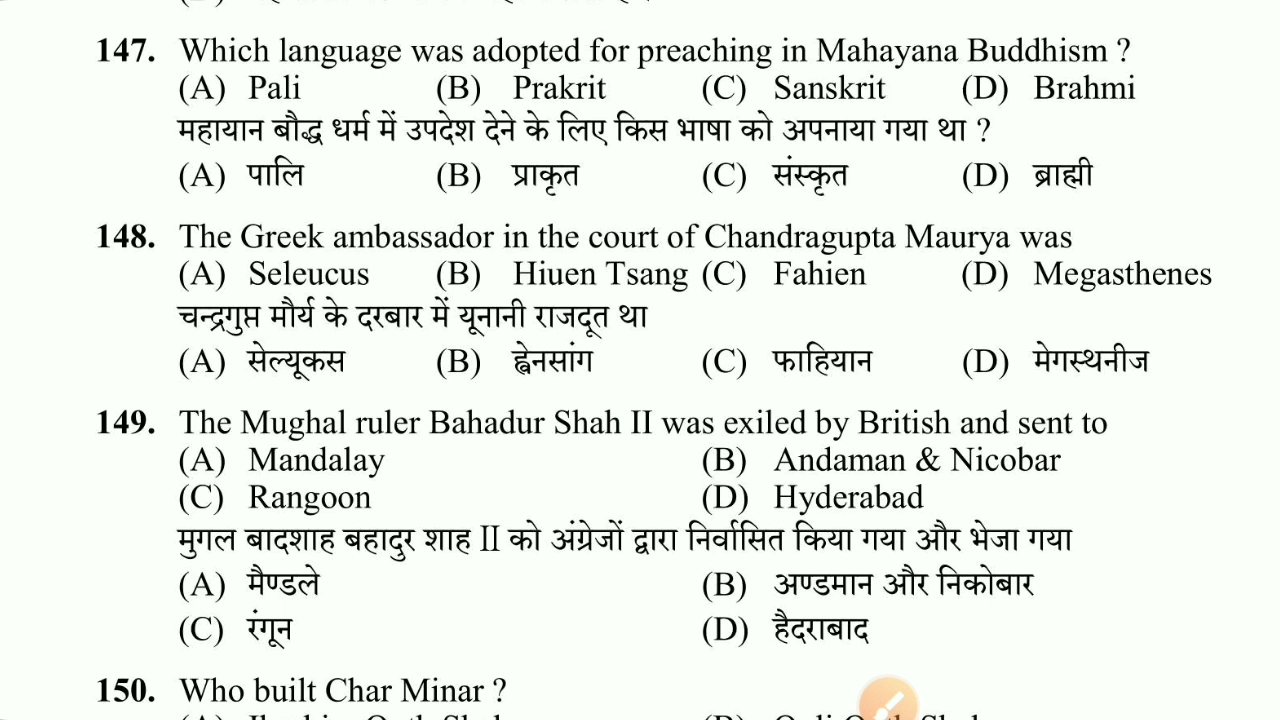 147. Which language was adopted for preaching in Mahayana Buddhism ?
(A) Pali (B) Prakrit (C) Sanskrit (D) Brahmi
महायान बौद्ध धर्म में उपदेश देने के लिए किस भाषा को अपनाया गया था ?
(A) पालि (B) प्राकृत (C) संस्कृत (D) ब्राह्मी
148. The Greek ambassador in the court of Chandragupta Maurya was
(A) Seleucus (B) Hiuen Tsang (C) Fahien (D) Megasthenes
चन्द्रगुप्त मौर्य के दरबार में यूनानी राजदूत था
(A) सेल्यूकस (B) ह्वेनसांग (C) फाहियान (D) मेगस्थनीज
149. The Mughal ruler Bahadur Shah II was exiled by British and sent to
(A) Mandalay (B) Andaman & Nicobar
(C) Rangoon (D) Hyderabad
मुगल बादशाह बहादुर शाह II को अंग्रेजों द्वारा निर्वासित किया गया और भेजा गया
(A) मैण्डले (B) अण्डमान और निकोबार
(C) रंगून (D) हैदराबाद
150. Who built Char Minar ?